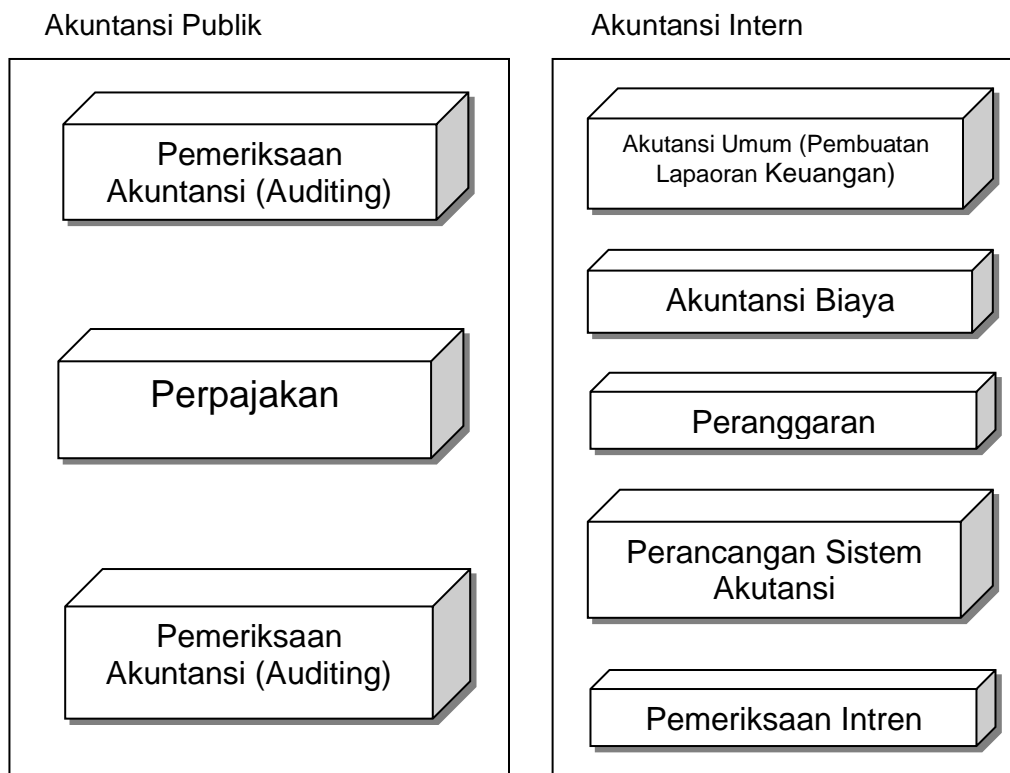 Akuntansi Publik
Pemeriksaan
Akuntansi (Auditing)
Perpajakan
Pemeriksaan
Akuntansi (Auditing)
Akuntansi Intern
Akutansi Umum (Pembuatan
Lapaoran Keuangan)
Akuntansi Biaya
Peranggaran
Perancangan Sistem
Akutansi
Pemeriksaan Intren